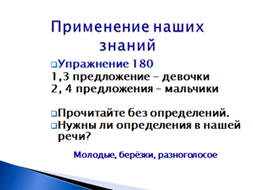 Применение наших
знаний
Упражнение 180
1,3 предложение – девочки
2, 4 предложения – мальчики
Прочитайте без определений.
Нужны ли определения в нашей
речи?
Молодые, берёзки, разноголосое